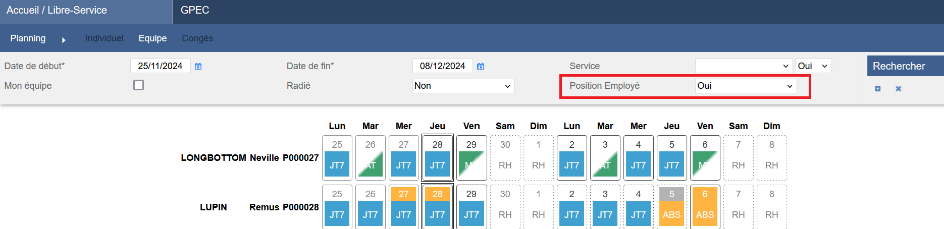 Accueil / Libre-Service GPEC
Planning Individuel Equipe Congés
Date de début* 25/11/2024 Date de fin* 08/12/2024 Service Oui Rechercher
Mon équipe Radié Non Position Employé Oui
Lun Mar Mer Jeu Ven Sam Dim Lun Mar Mer Jeu Ven Sam Dim
25 26 27 28 29 30 1 2 3 4 5 6 7 8
LONGBOTTOM Neville P000027 JT7 JT7 JT7 RH RH JT7 JT7 JT7 RH RH
25 26 27 28 29 30 1 2 3 4 5 6 7 8
LUPIN Remus P000028 JT7 JT7 JT7 JT7 JT7 RH RH JT7 JT7 JT7 ABS ABS RH RH